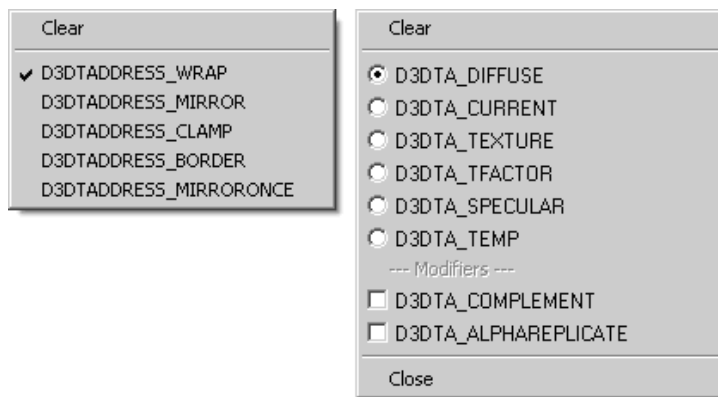 Clear
D3DTADDRESS_WRAP
D3DTADDRESS_MIRROR
D3DTADDRESS_CLAMP
D3DTADDRESS_BORDER
D3DTADDRESS_MIRRORONCE
Clear
D3DTA_DIFFUSE
D3DTA_CURRENT
D3DTA_TEXTURE
D3DTA_TFACTOR
D3DTA_SPECULAR
D3DTA_TEMP
--- Modifiers ---
D3DTA_COMPLEMENT
D3DTA_ALPHAREPLICATE
Close